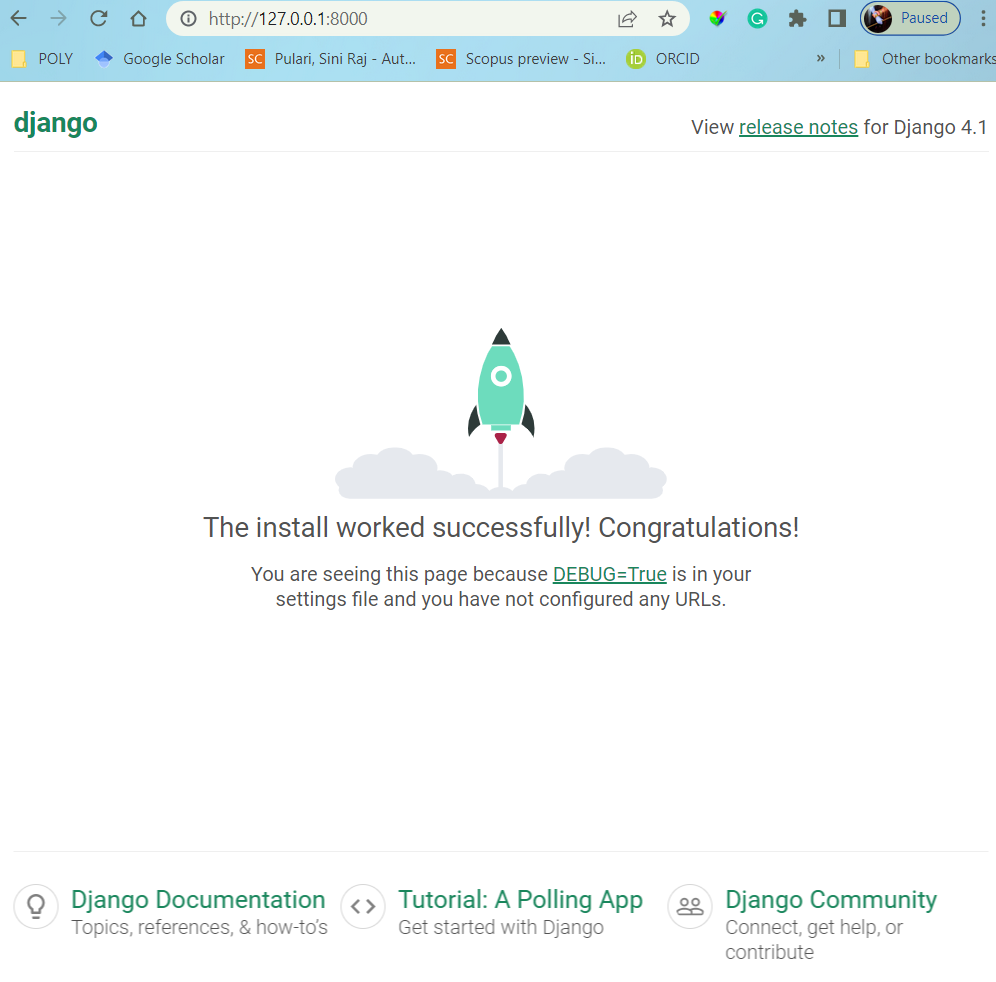 http://127.0.0.1:8000
Paused
POLY
Google Scholar
SC
Pulari, Sini Raj - Aut...
SC
Scopus preview - Si...
iD
ORCID
»
Other bookmarks
django
View release notes for Django 4.1
The install worked successfully! Congratulations!
You are seeing this page because DEBUG=True is in your
settings file and you have not configured any URLs.
Django Documentation
Topics, references, & how-to’s
Tutorial: A Polling App
Get started with Django
Django Community
Connect, get help, or
contribute